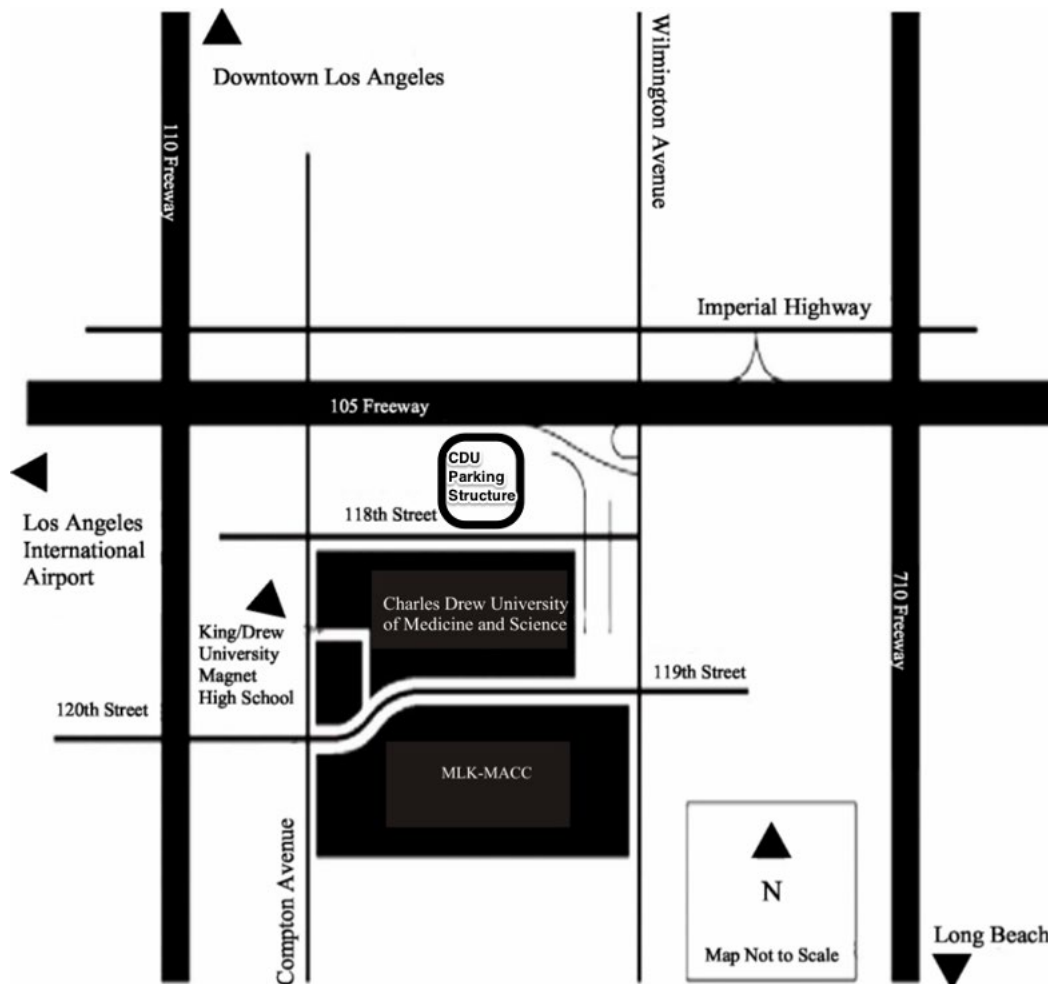 Downtown Los Angeles
Wilmington Avenue
110 Freeway
Imperial Highway
105 Freeway
CDU
Parking
Structure
118th Street
Los Angeles
International
Airport
710 Freeway
Charles Drew University
of Medicine and Science
King/Drew
University
Magnet
High School
119th Street
120th Street
MLK-MACC
Compton Avenue
N
Map Not to Scale
Long Beach